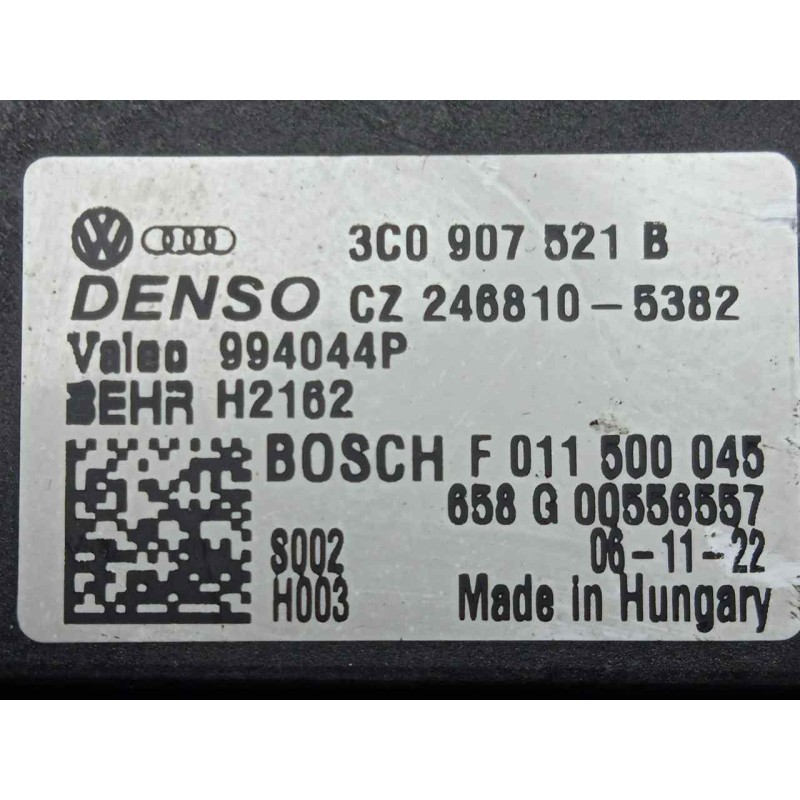 3C0 907 521 B
DENSO CZ 246810-5382
Valeo 994044P
BEHR H2162
BOSCH F 011 500 045
658 G 00556557
S002 06-11-22
H003 Made in Hungary